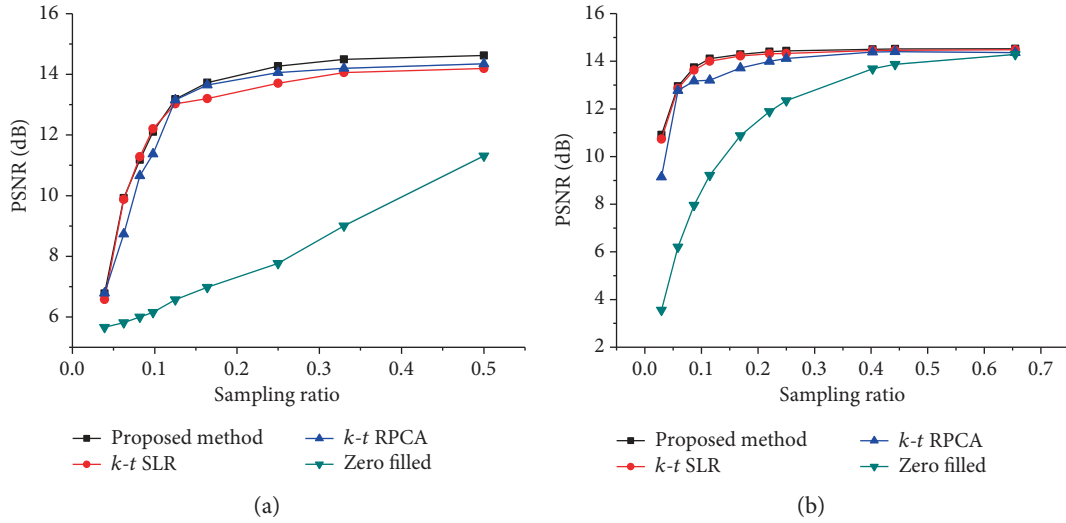 16
14
12
10
8
6
PSNR (dB)
0.0 0.1 0.2 0.3 0.4 0.5
Sampling ratio
Proposed method
k-t SLR
k-t RPCA
Zero filled
(a)
16
14
12
10
8
6
4
2
PSNR (dB)
0.0 0.1 0.2 0.3 0.4 0.5 0.6 0.7
Sampling ratio
Proposed method
k-t SLR
k-t RPCA
Zero filled
(b)